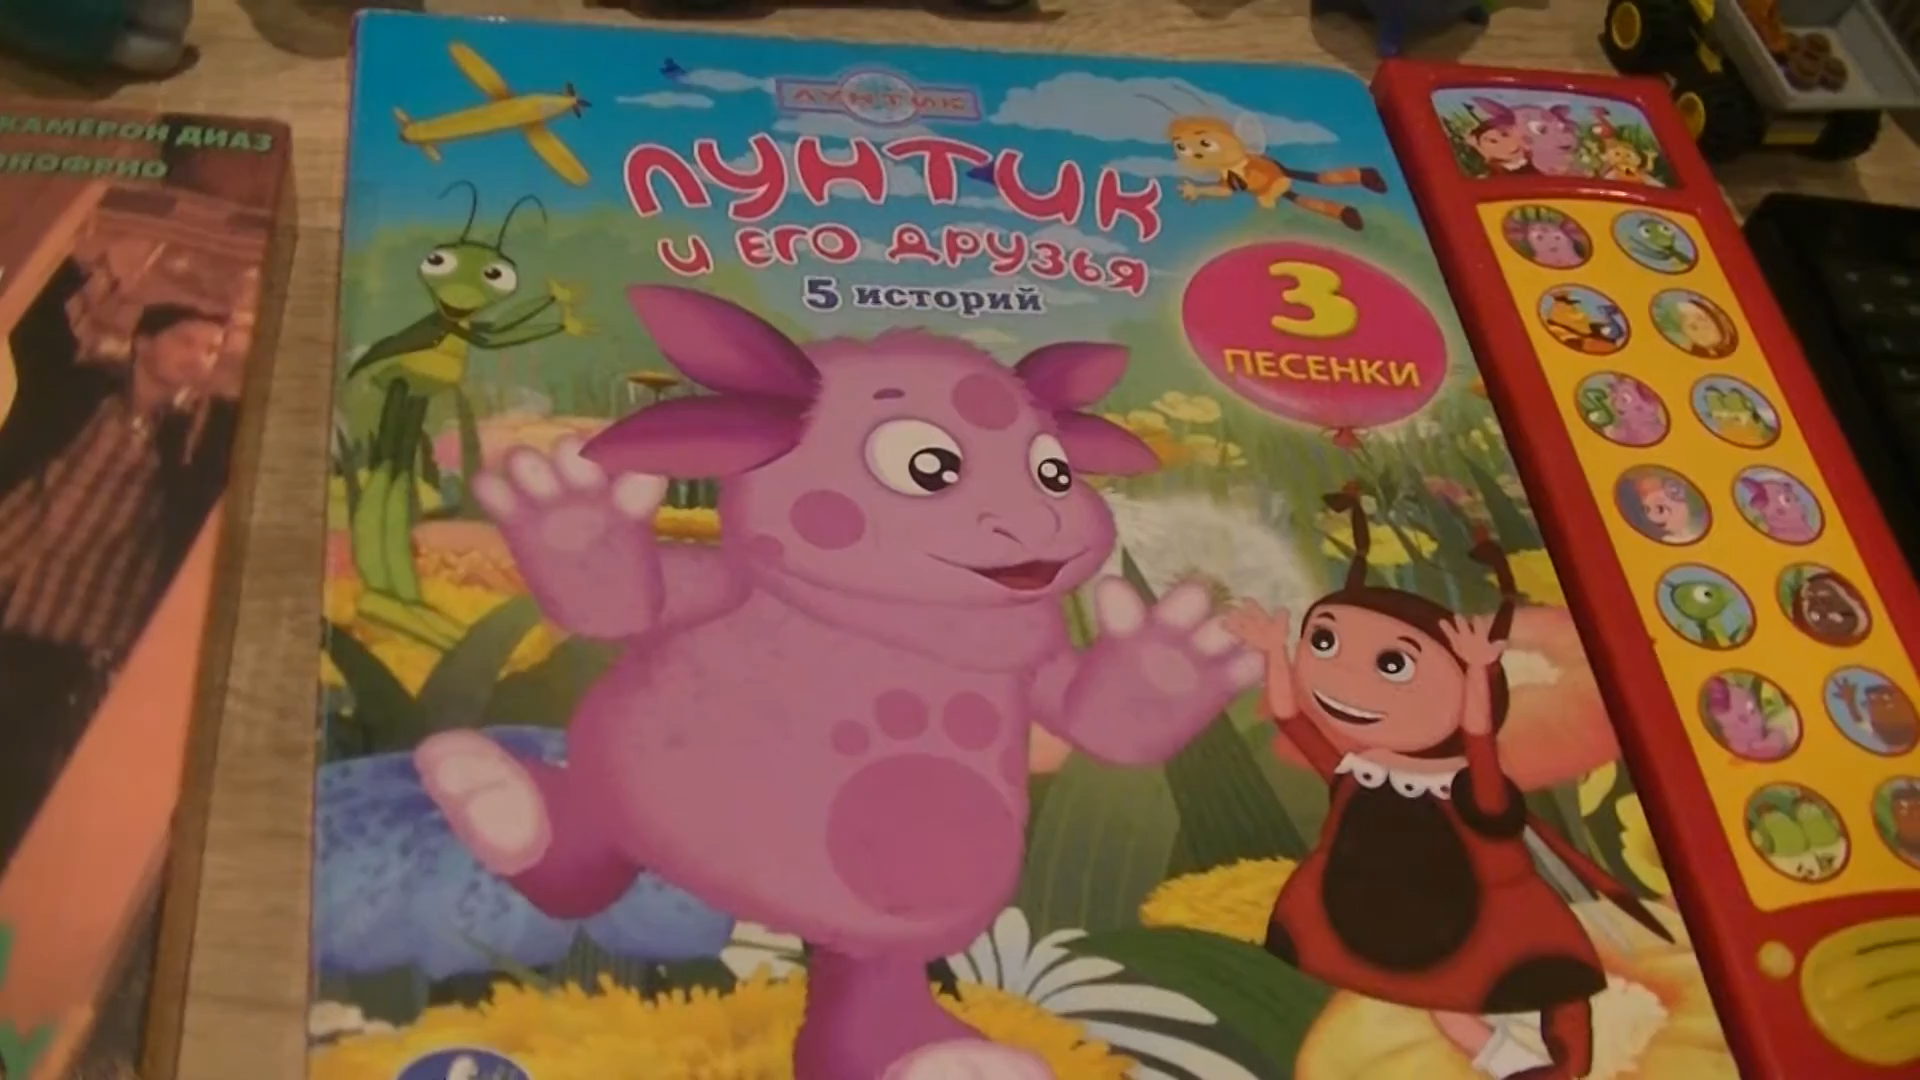 КАМЕРОН ДИАЗ
ОНОФРИО
ЛУНТИК
ЛУНТИК
И ЕГО ДРУЗЬЯ
5 историй
3
ПЕСЕНКИ